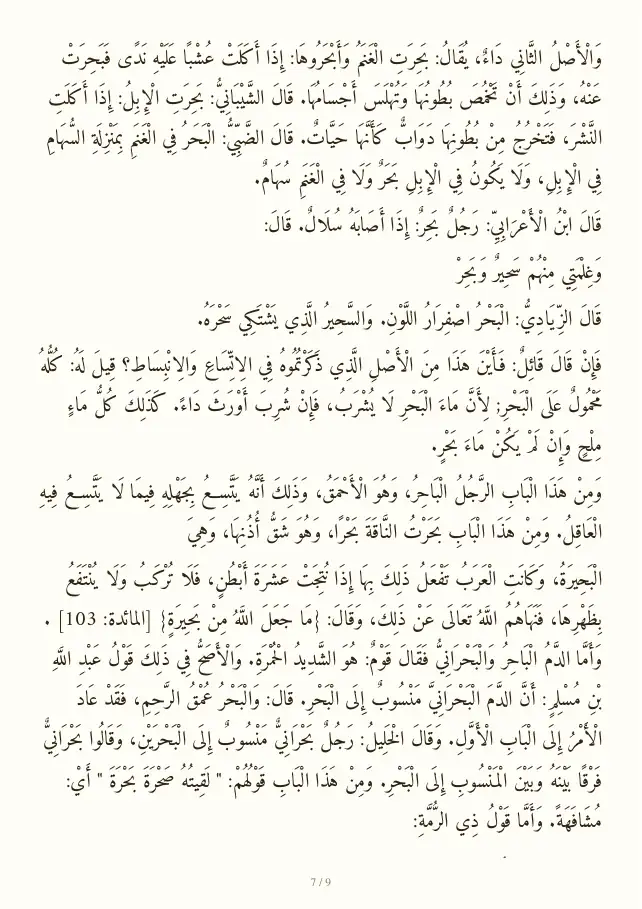 وَالْأَصْلُ الثَّانِي دَاءٌ، يُقَالُ: بَحِرَتِ الْغَنَمُ وَأَبْحَرُوهَا: إِذَا أَكَلَتْ عُشْبًا عَلَيْهِ نَدًى فَبَحِرَتْ
عَنْهُ، وَذَلِكَ أَنْ تَخْمُصَ بُطُونُهَا وَتُهْلَسَ أَجْسَامُهَا. قَالَ الشَّيْبَانِيُّ: بَحِرَتِ الْإِبِلُ: إِذَا أَكَلَتِ
النَّشْرَ، فَتَخْرُجُ مِنْ بُطُونِهَا دَوَابٌّ كَأَنَّهَا حَيَّاتٌ. قَالَ الضَّبِّيُّ: الْبَحَرُ فِي الْغَنَمِ بِمَنْزِلَةِ السُّهَامِ
فِي الْإِبِلِ، وَلَا يَكُونُ فِي الْإِبِلِ بَحَرٌ وَلَا فِي الْغَنَمِ سُهَامٌ.
قَالَ ابْنُ الْأَعْرَابِيِّ: رَجُلٌ بَحِرٌ: إِذَا أَصَابَهُ سُلَالٌ. قَالَ:
وَغِلْمَتِي مِنْهُمْ سَحِيرٌ وَبَحِرْ
قَالَ الزِّيَادِيُّ: الْبَحْرُ اصْفِرَارُ اللَّوْنِ. وَالسَّحِيرُ الَّذِي يَشْتَكِي سَحْرَهُ.
فَإِنْ قَالَ قَائِلٌ: فَأَيْنَ هَذَا مِنَ الْأَصْلِ الَّذِي ذَكَرْتُمُوهُ فِي الِاتِّسَاعِ وَالِانْبِسَاطِ؟ قِيلَ لَهُ: كُلُّهُ
مَحْمُولٌ عَلَى الْبَحْرِ; لِأَنَّ مَاءَ الْبَحْرِ لَا يُشْرَبُ، فَإِنْ شُرِبَ أَوْرَثَ دَاءً. كَذَلِكَ كُلُّ مَاءٍ
مِلْحٍ وَإِنْ لَمْ يَكُنْ مَاءَ بَحْرٍ.
وَمِنْ هَذَا الْبَابِ الرَّجُلُ الْبَاحِرُ، وَهُوَ الْأَحْمَقُ، وَذَلِكَ أَنَّهُ يَتَّسِعُ بِجَهْلِهِ فِيمَا لَا يَتَّسِعُ فِيهِ
الْعَاقِلُ. وَمِنْ هَذَا الْبَابِ بَحَرْتُ النَّاقَةَ بَحْرًا، وَهُوَ شَقُّ أُذُنِهَا، وَهِيَ
الْبَحِيرَةُ، وَكَانَتِ الْعَرَبُ تَفْعَلُ ذَلِكَ بِهَا إِذَا نُتِجَتْ عَشَرَةَ أَبْطُنٍ، فَلَا تُرْكَبُ وَلَا يُنْتَفَعُ
بِظَهْرِهَا، فَنَهَاهُمُ اللَّهُ تَعَالَى عَنْ ذَلِكَ، وَقَالَ: {مَا جَعَلَ اللَّهُ مِنْ بَحِيرَةٍ} [المائدة: 103] .
وَأَمَّا الدَّمُ الْبَاحِرُ وَالْبَحْرَانِيُّ فَقَالَ قَوْمٌ: هُوَ الشَّدِيدُ الْحُمْرَةِ. وَالْأَصَحُّ فِي ذَلِكَ قَوْلُ عَبْدِ اللَّهِ
بْنِ مُسْلِمٍ: أَنَّ الدَّمَ الْبَحْرَانِيَّ مَنْسُوبٌ إِلَى الْبَحْرِ. قَالَ: وَالْبَحْرُ عُمْقُ الرَّحِمِ، فَقَدْ عَادَ
الْأَمْرُ إِلَى الْبَابِ الْأَوَّلِ. وَقَالَ الْخَلِيلُ: رَجُلٌ بَحْرَانِيٌّ مَنْسُوبٌ إِلَى الْبَحْرَيْنِ، وَقَالُوا بَحْرَانِيٌّ
فَرْقًا بَيْنَهُ وَبَيْنَ الْمَنْسُوبِ إِلَى الْبَحْرِ. وَمِنْ هَذَا الْبَابِ قَوْلُهُمْ: " لَقِيتُهُ صَحْرَةَ بَحْرَةَ " أَيْ:
مُشَافَهَةً. وَأَمَّا قَوْلُ ذِي الرُّمَّةِ:
7 / 9